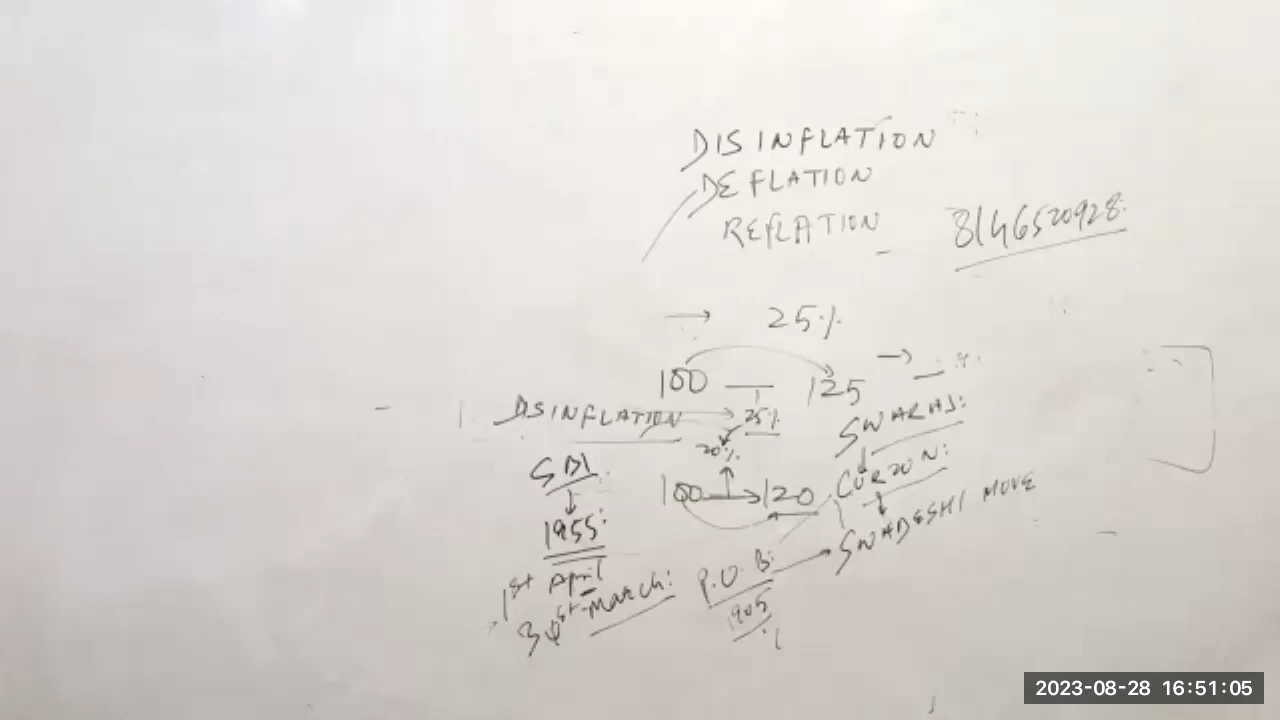 DISINFLATION
DEFLATION
REFLATION
8146520928
→ 25%
100 — 125 →
DISINFLATION → 25%
20%
100 → 120
SBI
↓
1955
1st April
31st March
P.O.B. → SWADESHI MOVE
1905
SWARAJ
↓
CURZON
↓
2023-08-28 16:51:05